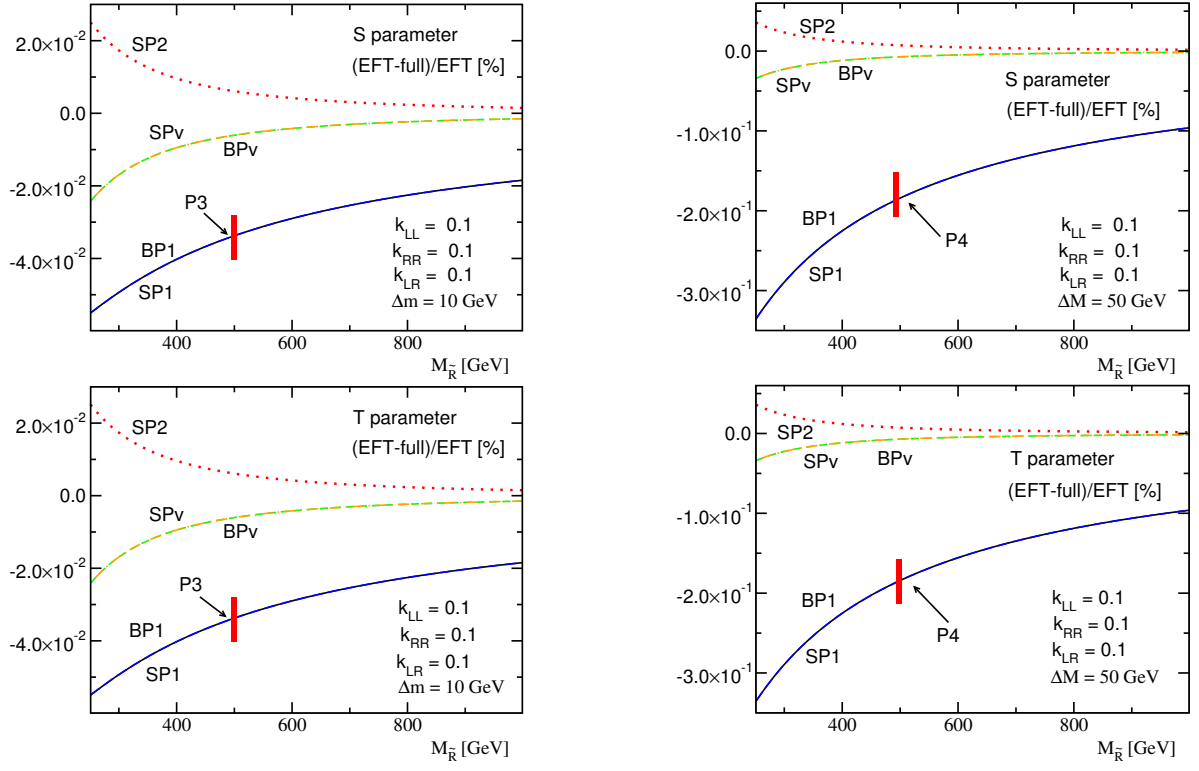 2.0×10⁻²
0.0
-2.0×10⁻²
-4.0×10⁻²
SP2
S parameter
(EFT-full)/EFT [%]
SPv
BPv
P3
BP1
SP1
k_LL = 0.1
k_RR = 0.1
k_LR = 0.1
Δm = 10 GeV
400
600
800
M_R̃ [GeV]
0.0
-1.0×10⁻¹
-2.0×10⁻¹
-3.0×10⁻¹
SP2
SPv
BPv
S parameter
(EFT-full)/EFT [%]
BP1
P4
SP1
k_LL = 0.1
k_RR = 0.1
k_LR = 0.1
ΔM = 50 GeV
400
600
800
M_R̃ [GeV]
2.0×10⁻²
0.0
-2.0×10⁻²
-4.0×10⁻²
SP2
T parameter
(EFT-full)/EFT [%]
SPv
BPv
P3
BP1
SP1
k_LL = 0.1
k_RR = 0.1
k_LR = 0.1
Δm = 10 GeV
400
600
800
M_R̃ [GeV]
0.0
-1.0×10⁻¹
-2.0×10⁻¹
-3.0×10⁻¹
SP2
SPv
BPv
T parameter
(EFT-full)/EFT [%]
BP1
P4
SP1
k_LL = 0.1
k_RR = 0.1
k_LR = 0.1
ΔM = 50 GeV
400
600
800
M_R̃ [GeV]